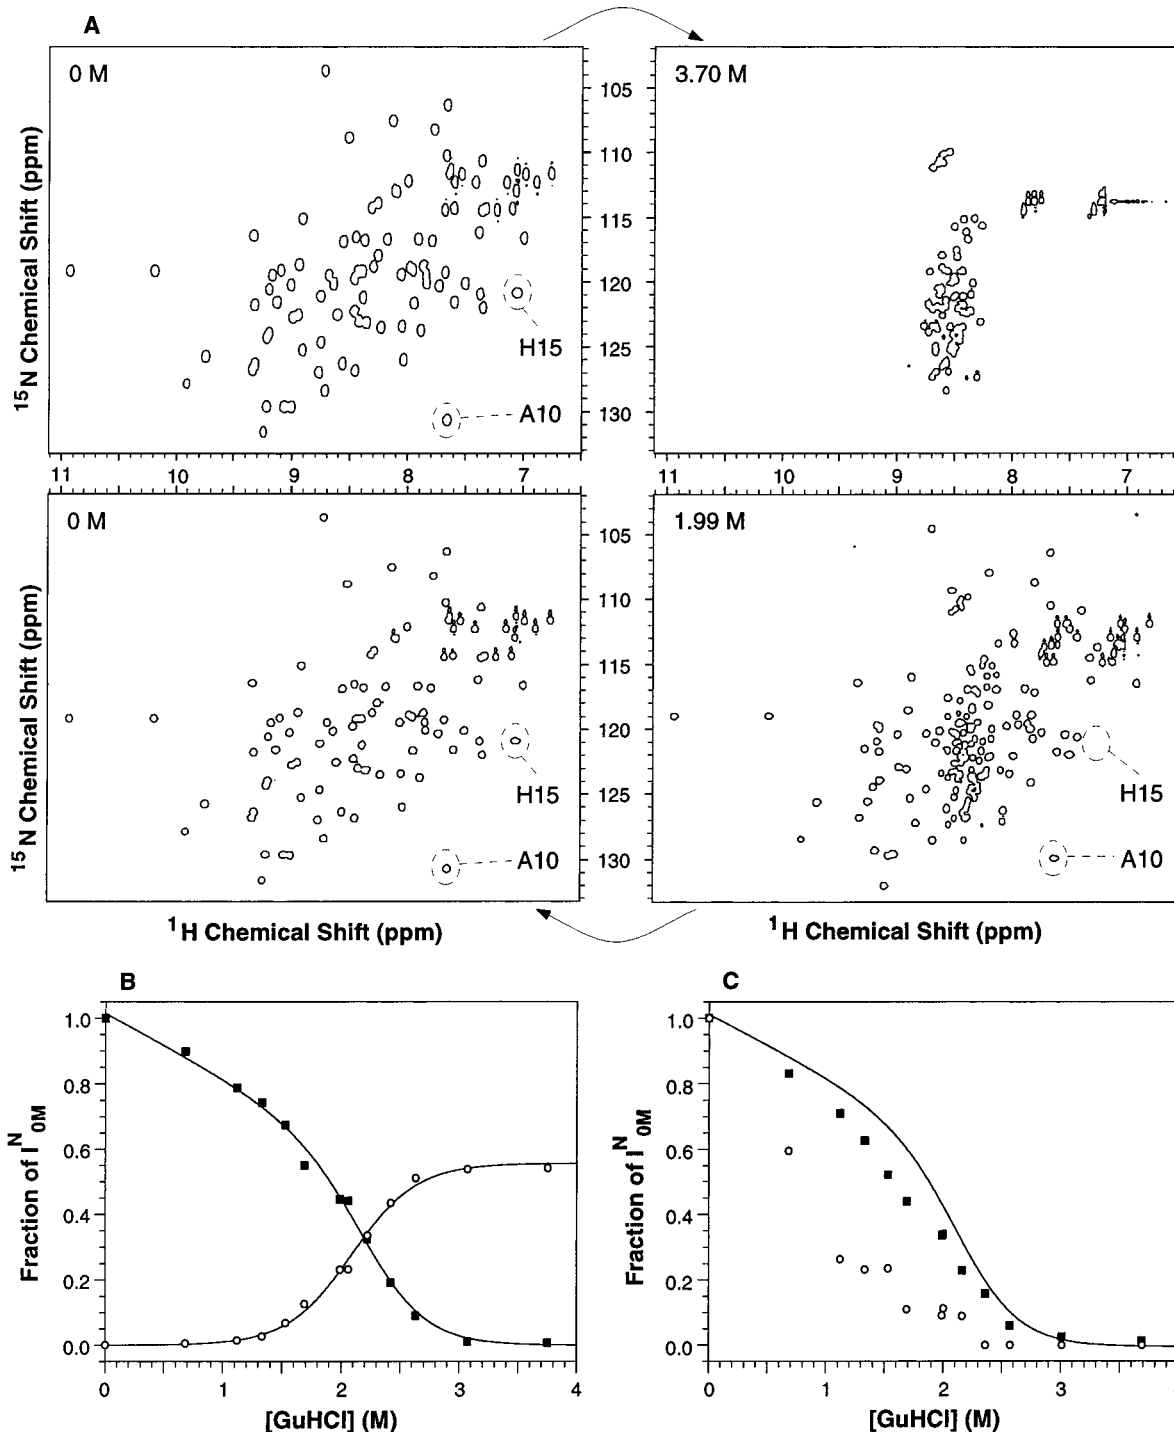 A
0 M
3.70 M
105
110
115
120
125
130
H15
A10
¹⁵N Chemical Shift (ppm)
11 10 9 8 7
11 10 9 8 7
0 M
1.99 M
105
110
115
120
125
130
H15
A10
H15
A10
¹⁵N Chemical Shift (ppm)
¹H Chemical Shift (ppm)
¹H Chemical Shift (ppm)
B
1.0
0.8
0.6
0.4
0.2
0.0
Fraction of I^N_0M
0 1 2 3 4
[GuHCl] (M)
C
1.0
0.8
0.6
0.4
0.2
0.0
Fraction of I^N_0M
0 1 2 3
[GuHCl] (M)